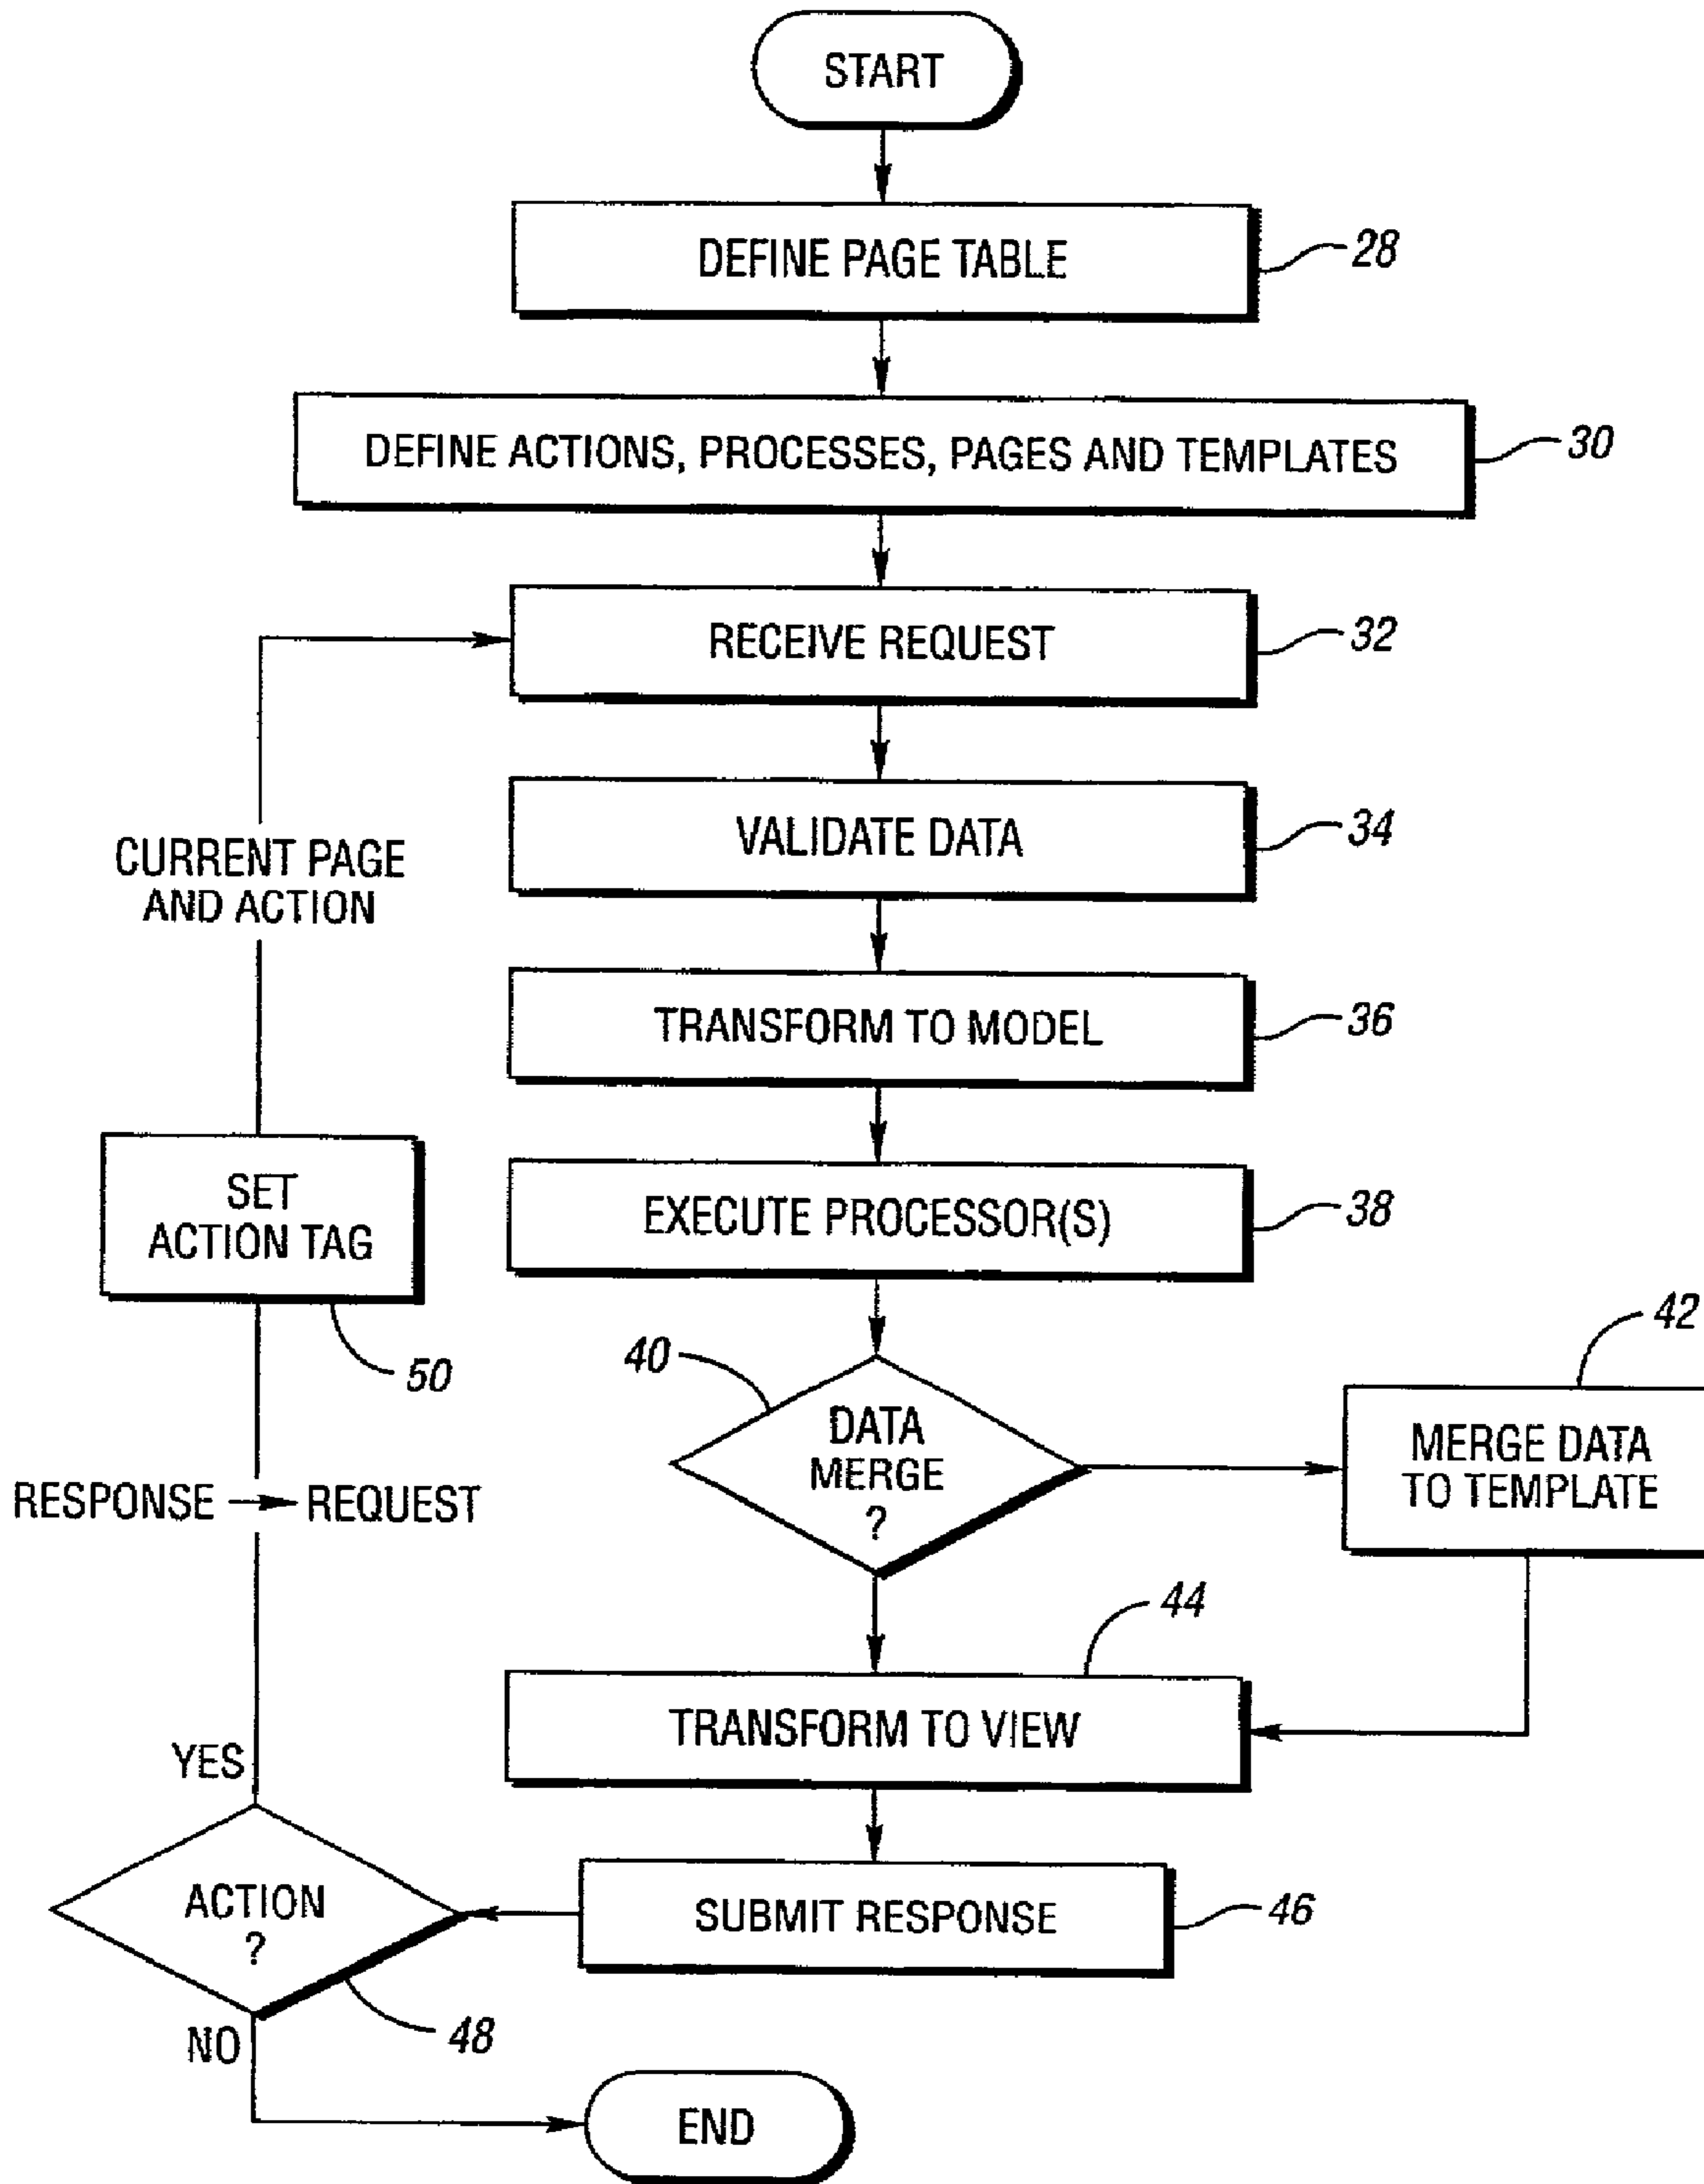 START
DEFINE PAGE TABLE
28
DEFINE ACTIONS, PROCESSES, PAGES AND TEMPLATES
30
RECEIVE REQUEST
32
VALIDATE DATA
34
CURRENT PAGE
AND ACTION
TRANSFORM TO MODEL
36
SET
ACTION TAG
50
EXECUTE PROCESSOR(S)
38
40
DATA
MERGE
?
42
MERGE DATA
TO TEMPLATE
RESPONSE → REQUEST
44
TRANSFORM TO VIEW
YES
ACTION
?
48
SUBMIT RESPONSE
46
NO
END